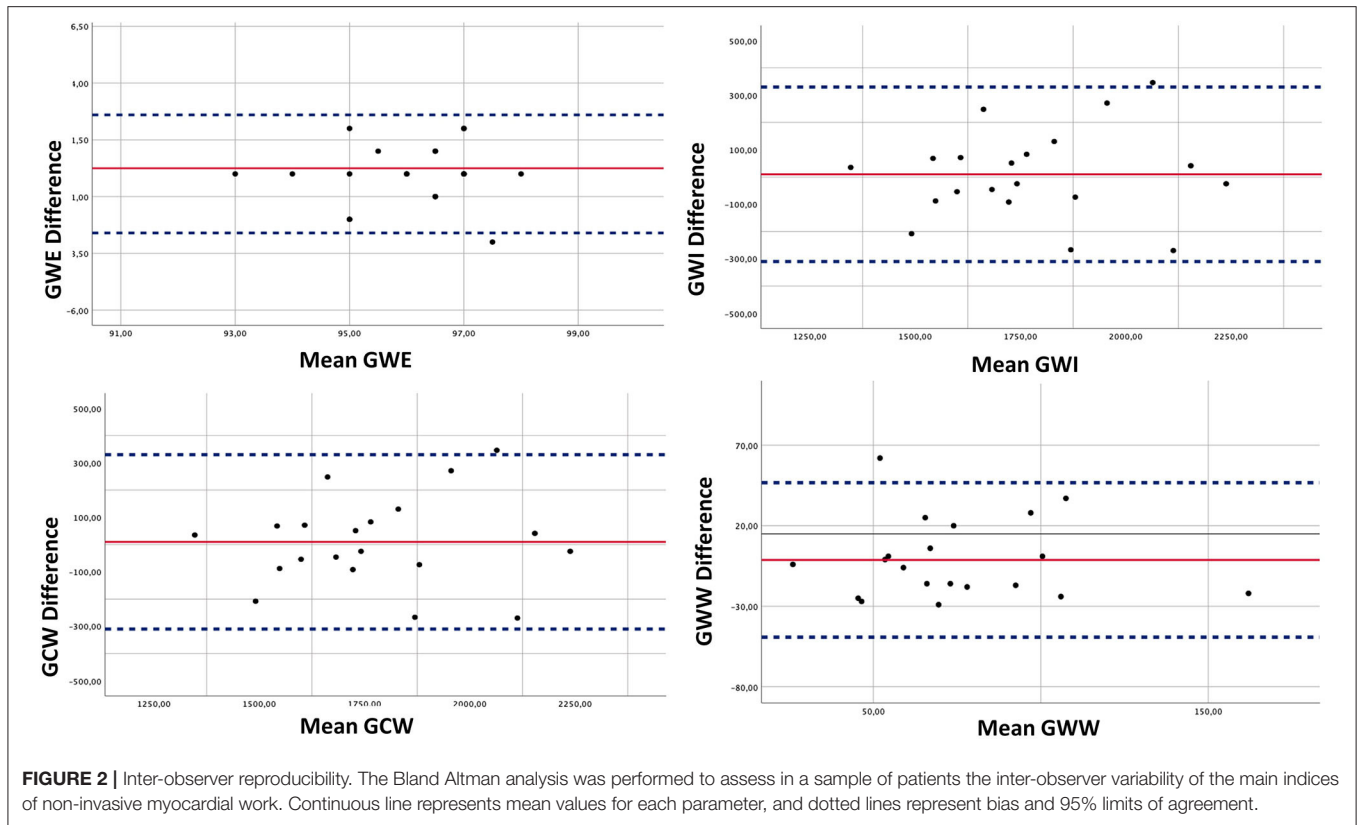 6,50
4,00
1,50
1,00
3,50
-6,00
GWE Difference
91,00 93,00 95,00 97,00 99,00
Mean GWE
500,00
300,00
100,00
-100,00
-300,00
-500,00
GWI Difference
1250,00 1500,00 1750,00 2000,00 2250,00
Mean GWI
500,00
300,00
100,00
-100,00
-300,00
-500,00
GCW Difference
1250,00 1500,00 1750,00 2000,00 2250,00
Mean GCW
70,00
20,00
-30,00
-80,00
GWW Difference
50,00 150,00
Mean GWW
FIGURE 2 | Inter-observer reproducibility. The Bland Altman analysis was performed to assess in a sample of patients the inter-observer variability of the main indices
of non-invasive myocardial work. Continuous line represents mean values for each parameter, and dotted lines represent bias and 95% limits of agreement.